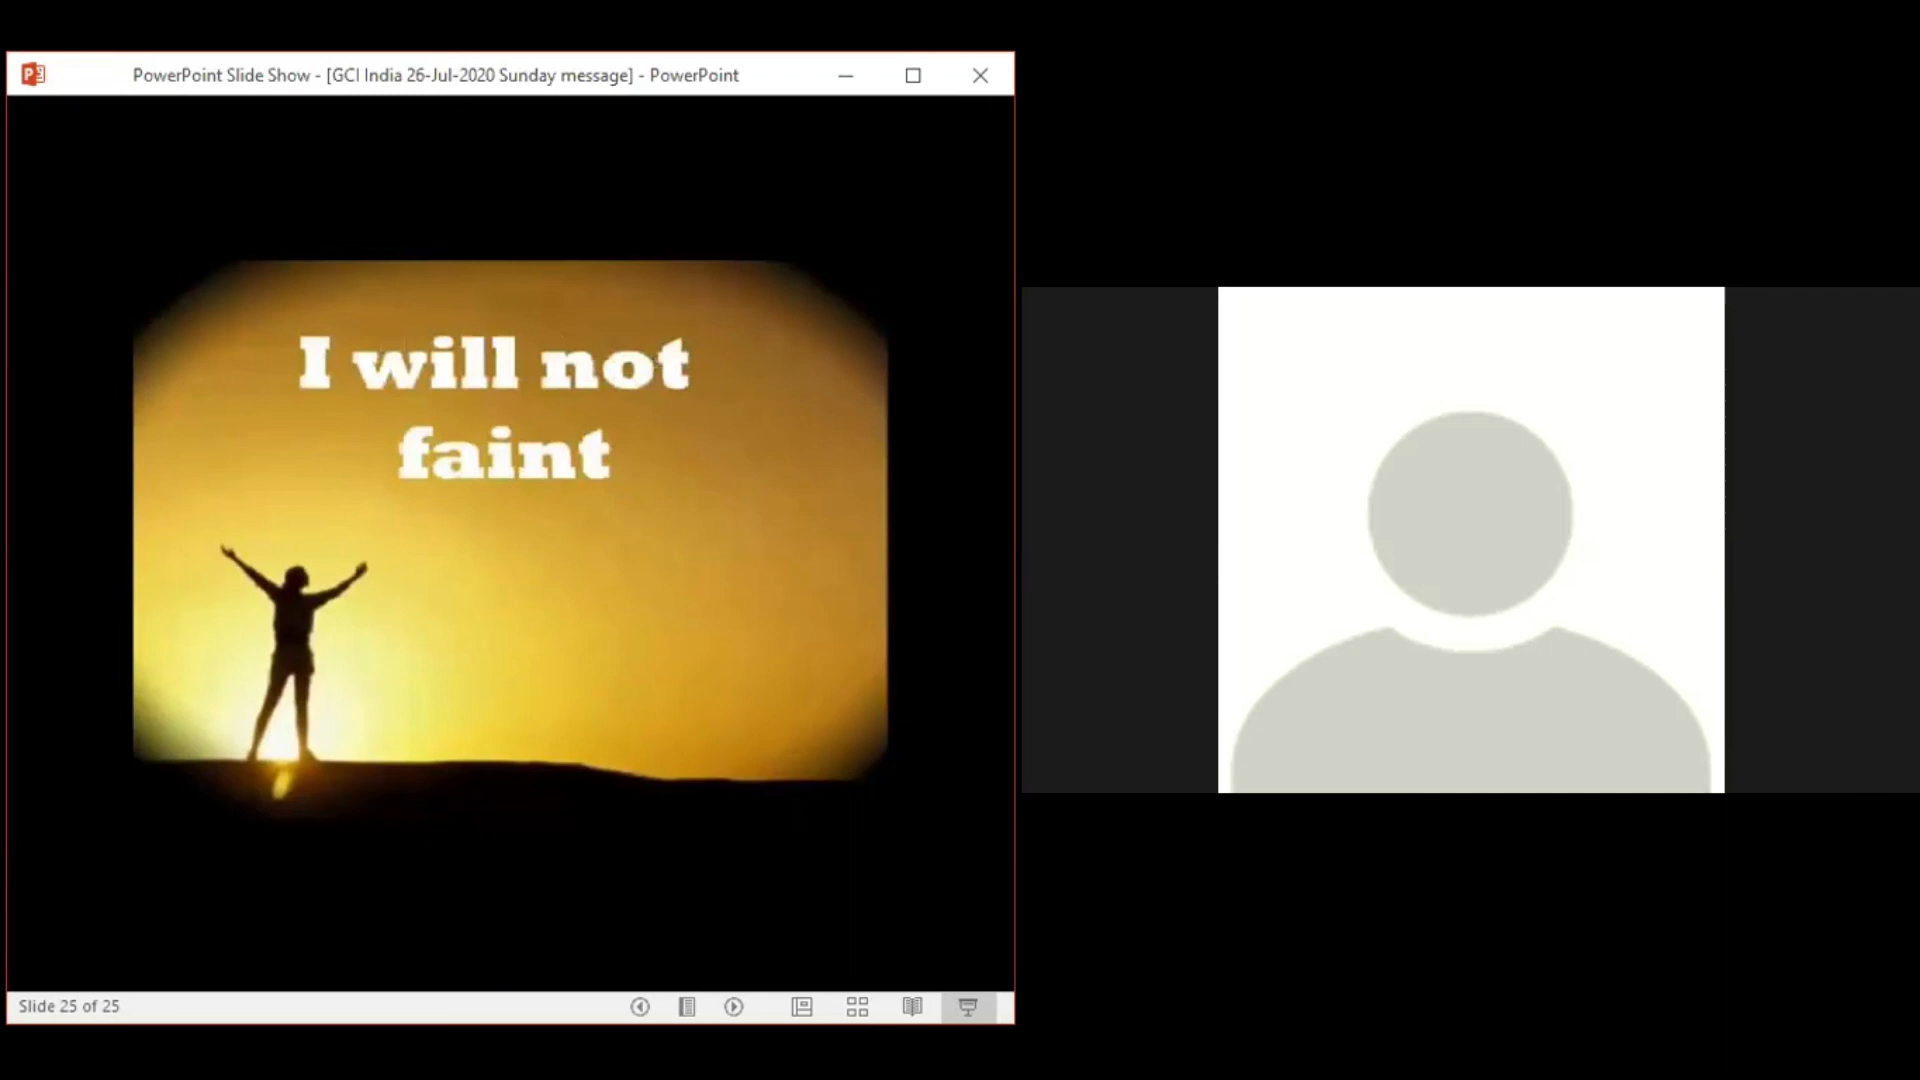 PowerPoint Slide Show - [GCI India 26-Jul-2020 Sunday message] - PowerPoint
I will not
faint
Slide 25 of 25